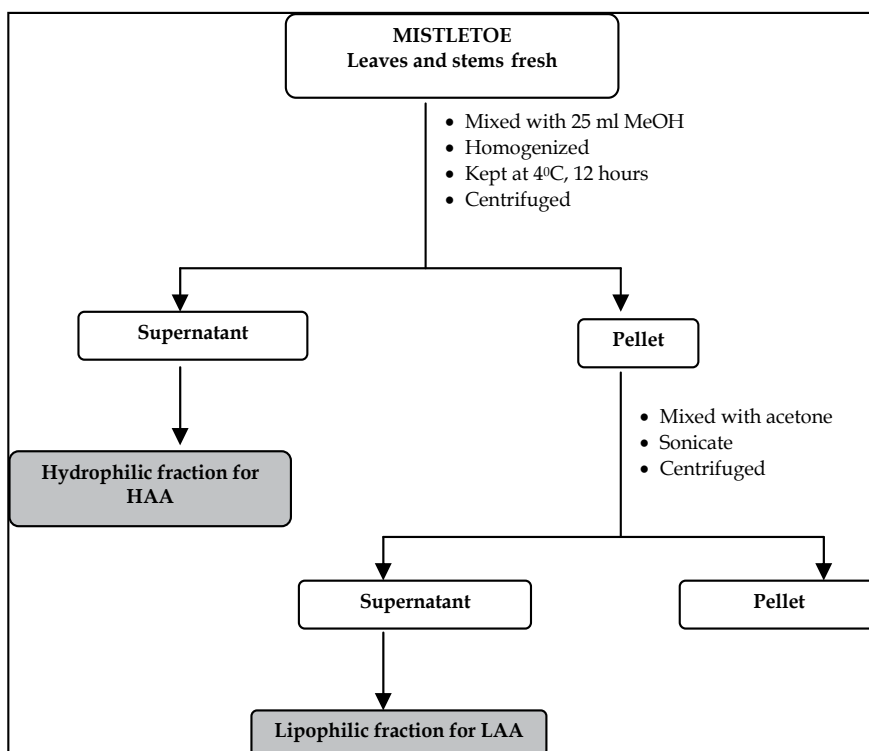 MISTLETOE
Leaves and stems fresh
• Mixed with 25 ml MeOH
• Homogenized
• Kept at 4⁰C, 12 hours
• Centrifuged
Supernatant
Pellet
• Mixed with acetone
• Sonicate
• Centrifuged
Hydrophilic fraction for
HAA
Supernatant
Pellet
Lipophilic fraction for LAA